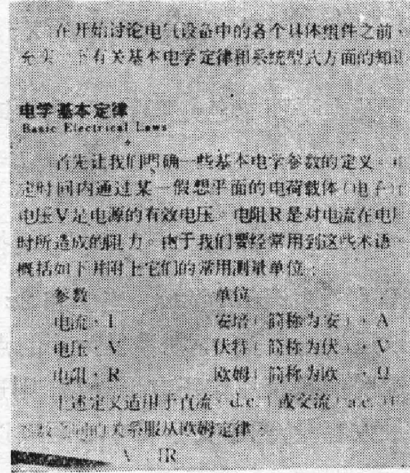 在开始讨论电气设备中的各个具体组件之前，
充实一下有关基本电学定律和系统型式方面的知识
电学基本定律
Basic Electrical Laws
首先让我们明确一些基本电学参数的定义。
定时间内通过某一假想平面的电荷载体(电子)
电压V是电源的有效电压。电阻R是对电流在电
时所造成的阻力。由于我们要经常用到这些术语
概括如下并附上它们的常用测量单位：
参数 单位
电流·I 安培(简称为安)·A
电压·V 伏特(简称为伏)·V
电阻·R 欧姆(简称为欧)·Ω
上述定义适用于直流(d.c.)或交流(a.c.)
参数之间的关系服从欧姆定律：
V IR